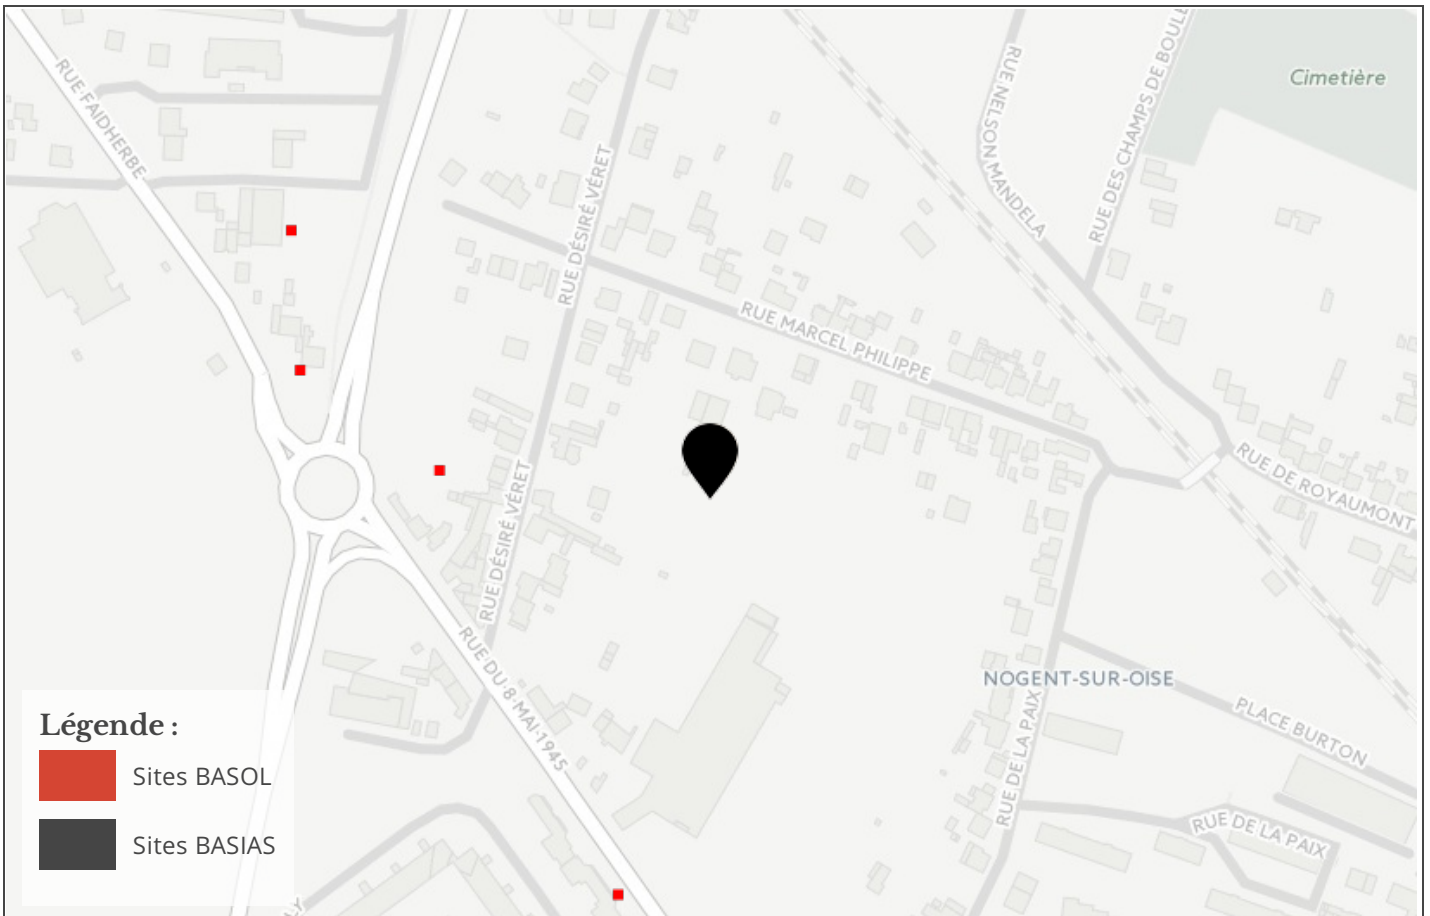 RUE FAIDHERBE
RUE DÉSIRÉ VÉRET
RUE NELSON MANDELA
RUE DES CHAMPS DE BOUL
Cimetière
RUE MARCEL PHILIPPE
RUE DE ROYAUMONT
RUE DÉSIRÉ VÉRET
RUE DU 8 MAI 1945
NOGENT-SUR-OISE
RUE DE LA PAIX
PLACE BURTON
RUE DE LA PAIX
Légende :
Sites BASOL
Sites BASIAS
LY